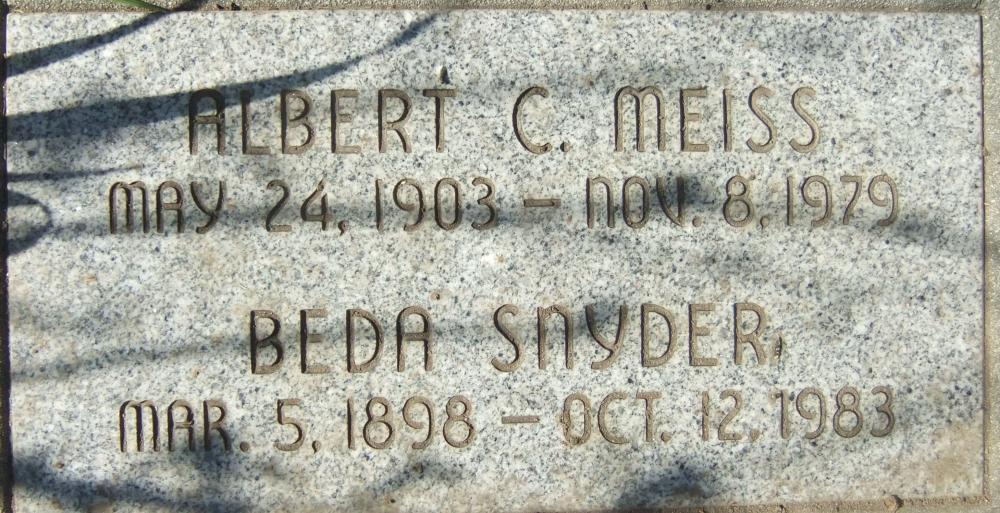 ALBERT C. MEISS
MAY 24, 1903 - NOV. 8, 1979
BEDA SNYDER
MAR. 5, 1898 - OCT. 12, 1983